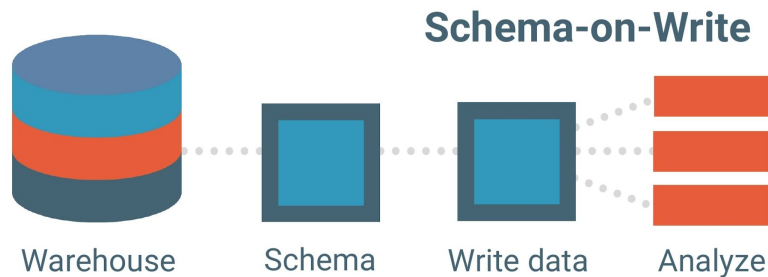 Schema-on-Write
Warehouse
Schema
Write data
Analyze